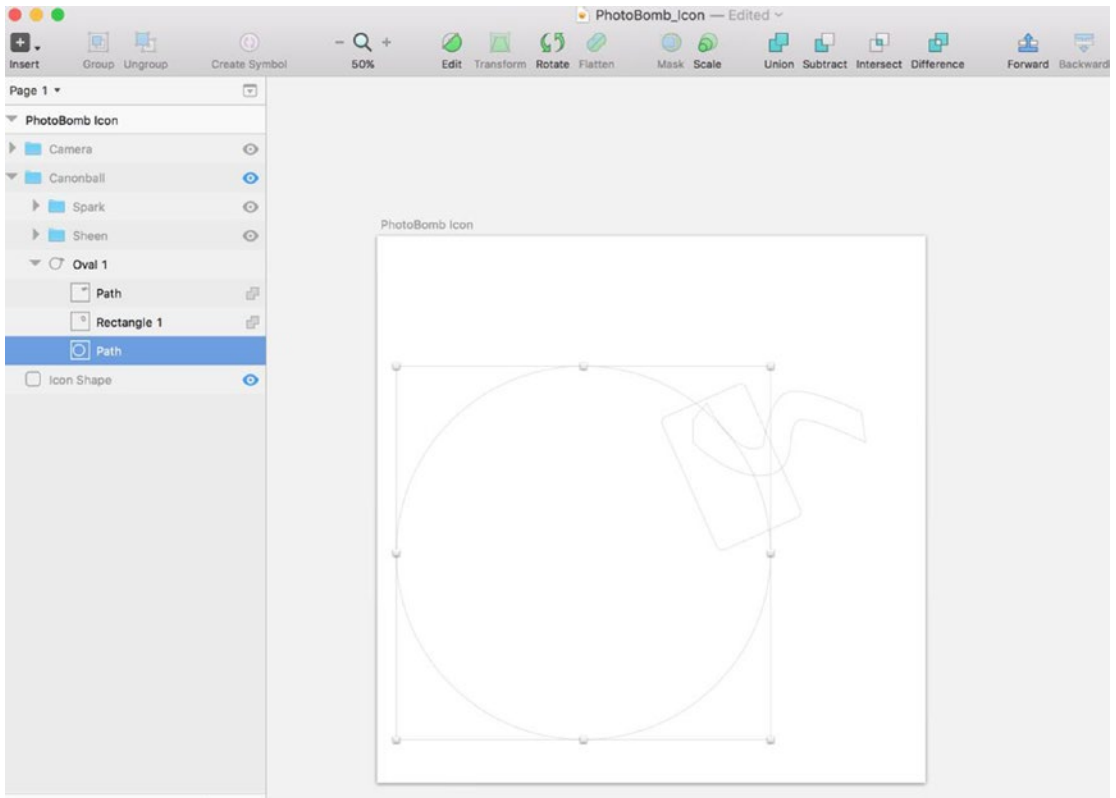 PhotoBomb_Icon — Edited
Insert Group Ungroup Create Symbol - 50% + Edit Transform Rotate Flatten Mask Scale Union Subtract Intersect Difference Forward Backward
Page 1
PhotoBomb Icon
Camera
Canonball
Spark
Sheen
Oval 1
Path
Rectangle 1
Path
Icon Shape
PhotoBomb Icon